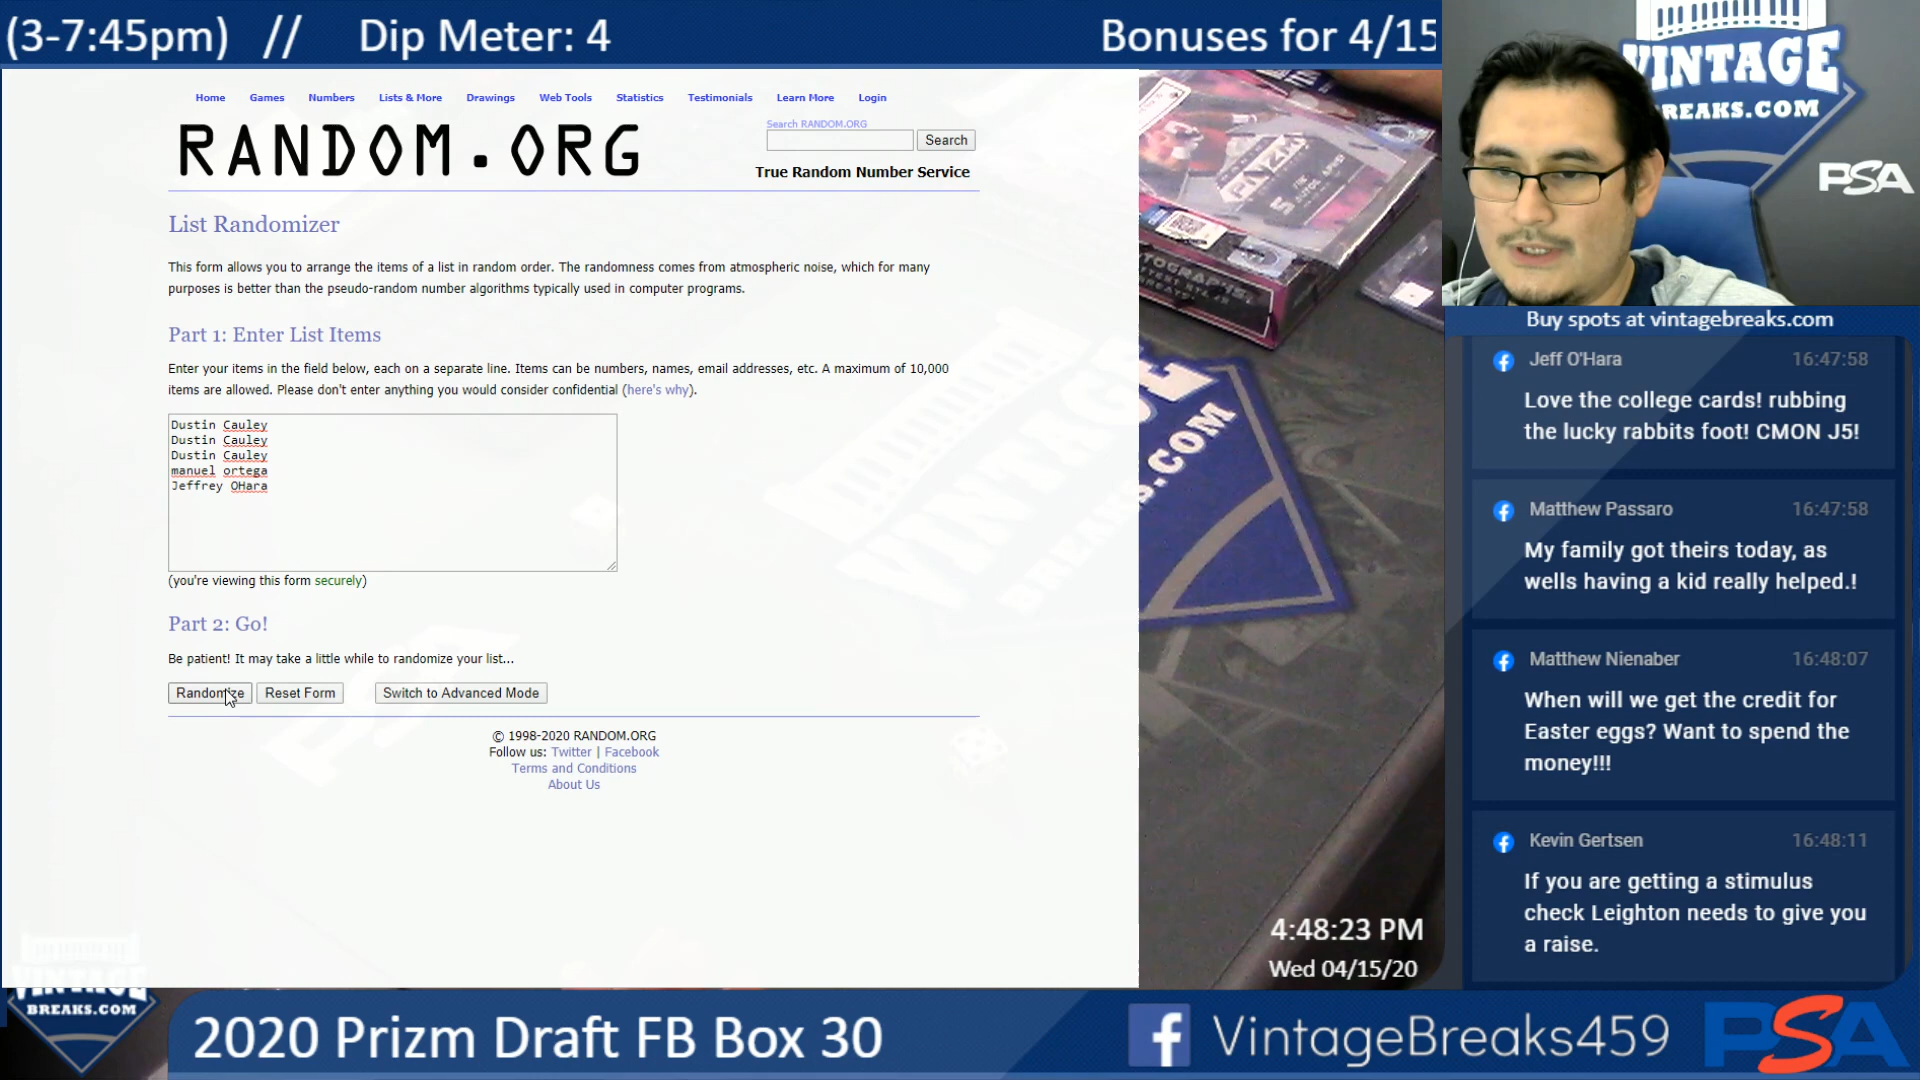 (3-7:45pm) // Dip Meter: 4 Bonuses for 4/15
Home Games Numbers Lists & More Drawings Web Tools Statistics Testimonials Learn More Login
RANDOM.ORG
Search RANDOM.ORG
Search
True Random Number Service
List Randomizer
This form allows you to arrange the items of a list in random order. The randomness comes from atmospheric noise, which for many
purposes is better than the pseudo-random number algorithms typically used in computer programs.
Part 1: Enter List Items
Enter your items in the field below, each on a separate line. Items can be numbers, names, email addresses, etc. A maximum of 10,000
items are allowed. Please don't enter anything you would consider confidential (here's why).
Dustin Cauley
Dustin Cauley
Dustin Cauley
manuel ortega
Jeffrey OHara
(you're viewing this form securely)
Part 2: Go!
Be patient! It may take a little while to randomize your list...
Randomize Reset Form Switch to Advanced Mode
© 1998-2020 RANDOM.ORG
Follow us: Twitter | Facebook
Terms and Conditions
About Us
PRIZM
5
VINTAGE
.COM
VINTAGE
BREAKS.COM
PSA
Buy spots at vintagebreaks.com
Jeff O'Hara 16:47:58
Love the college cards! rubbing
the lucky rabbits foot! CMON J5!
Matthew Passaro 16:47:58
My family got theirs today, as
wells having a kid really helped.!
Matthew Nienaber 16:48:07
When will we get the credit for
Easter eggs? Want to spend the
money!!!
Kevin Gertsen 16:48:11
If you are getting a stimulus
check Leighton needs to give you
a raise.
4:48:23 PM
Wed 04/15/20
VINTAGE
BREAKS.COM
2020 Prizm Draft FB Box 30
VintageBreaks459
PSA